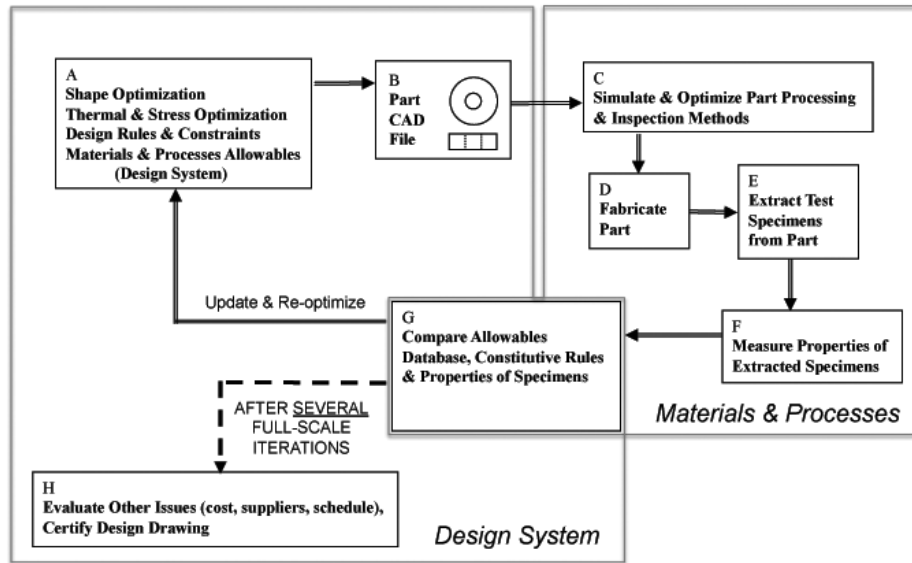 A
Shape Optimization
Thermal & Stress Optimization
Design Rules & Constraints
Materials & Processes Allowables
(Design System)
B
Part
CAD
File
C
Simulate & Optimize Part Processing
& Inspection Methods
D
Fabricate
Part
E
Extract Test
Specimens
from Part
F
Measure Properties of
Extracted Specimens
Materials & Processes
G
Compare Allowables
Database, Constitutive Rules
& Properties of Specimens
Update & Re-optimize
AFTER SEVERAL
FULL-SCALE
ITERATIONS
H
Evaluate Other Issues (cost, suppliers, schedule),
Certify Design Drawing
Design System